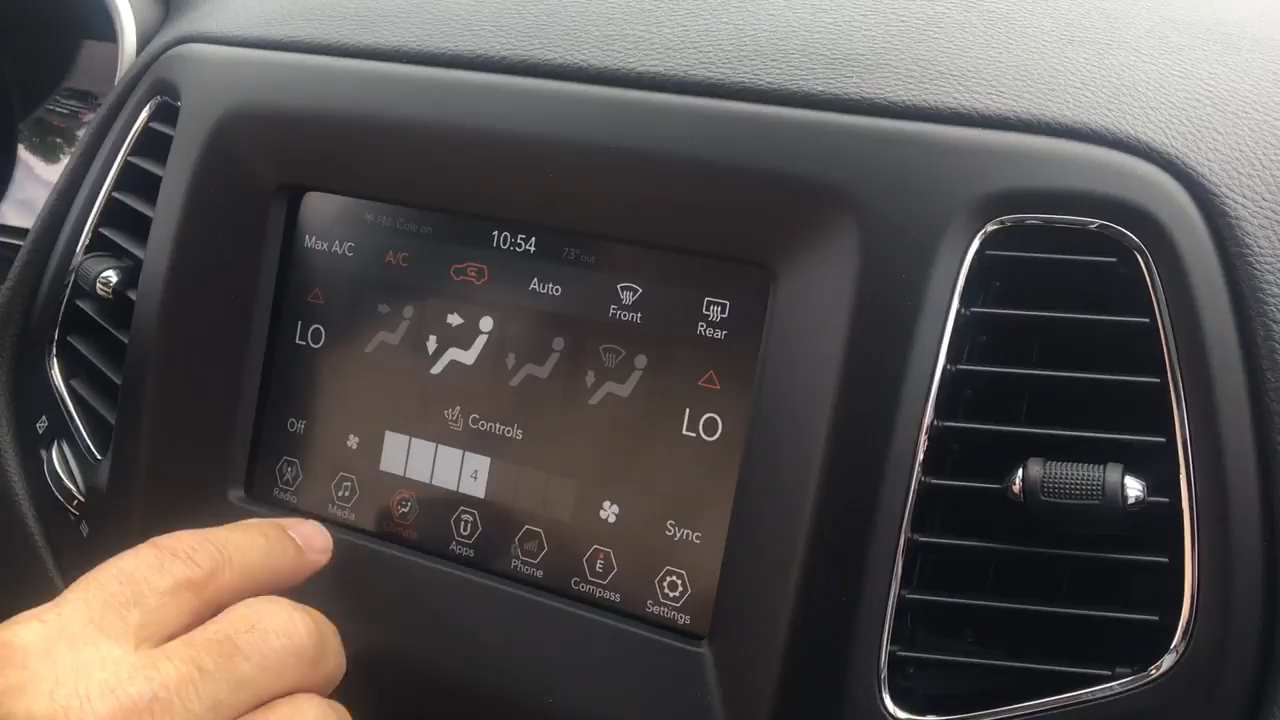 FM: Cole on
10:54
73° out
Max A/C
A/C
Auto
Front
Rear
LO
LO
Controls
Off
4
Sync
Radio
Media
Climate
Apps
Phone
E
Compass
Settings